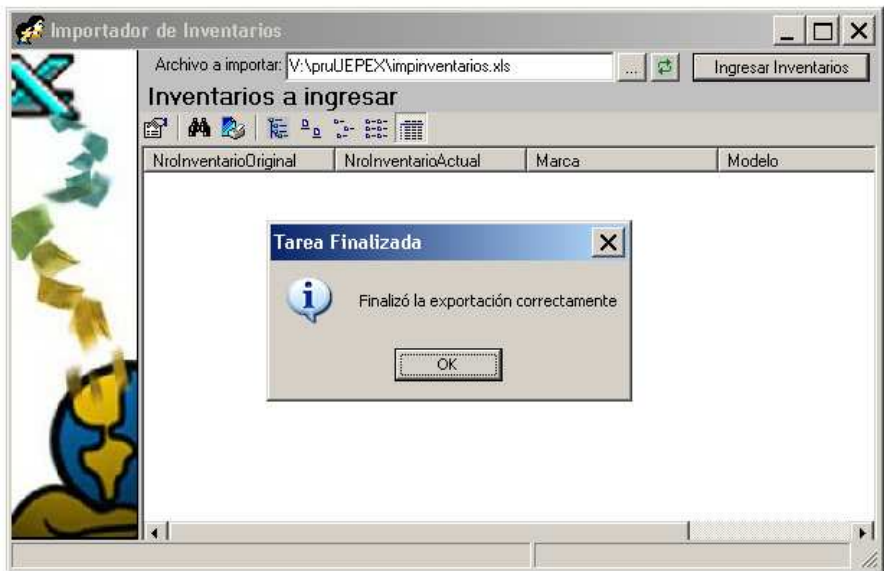 Importador de Inventarios
Archivo a importar: V:\pruUEPEX\impinventarios.xls ... Ingresar Inventarios
Inventarios a ingresar
NroInventarioOriginal NroInventarioActual Marca Modelo
Tarea Finalizada
Finalizó la exportación correctamente
OK